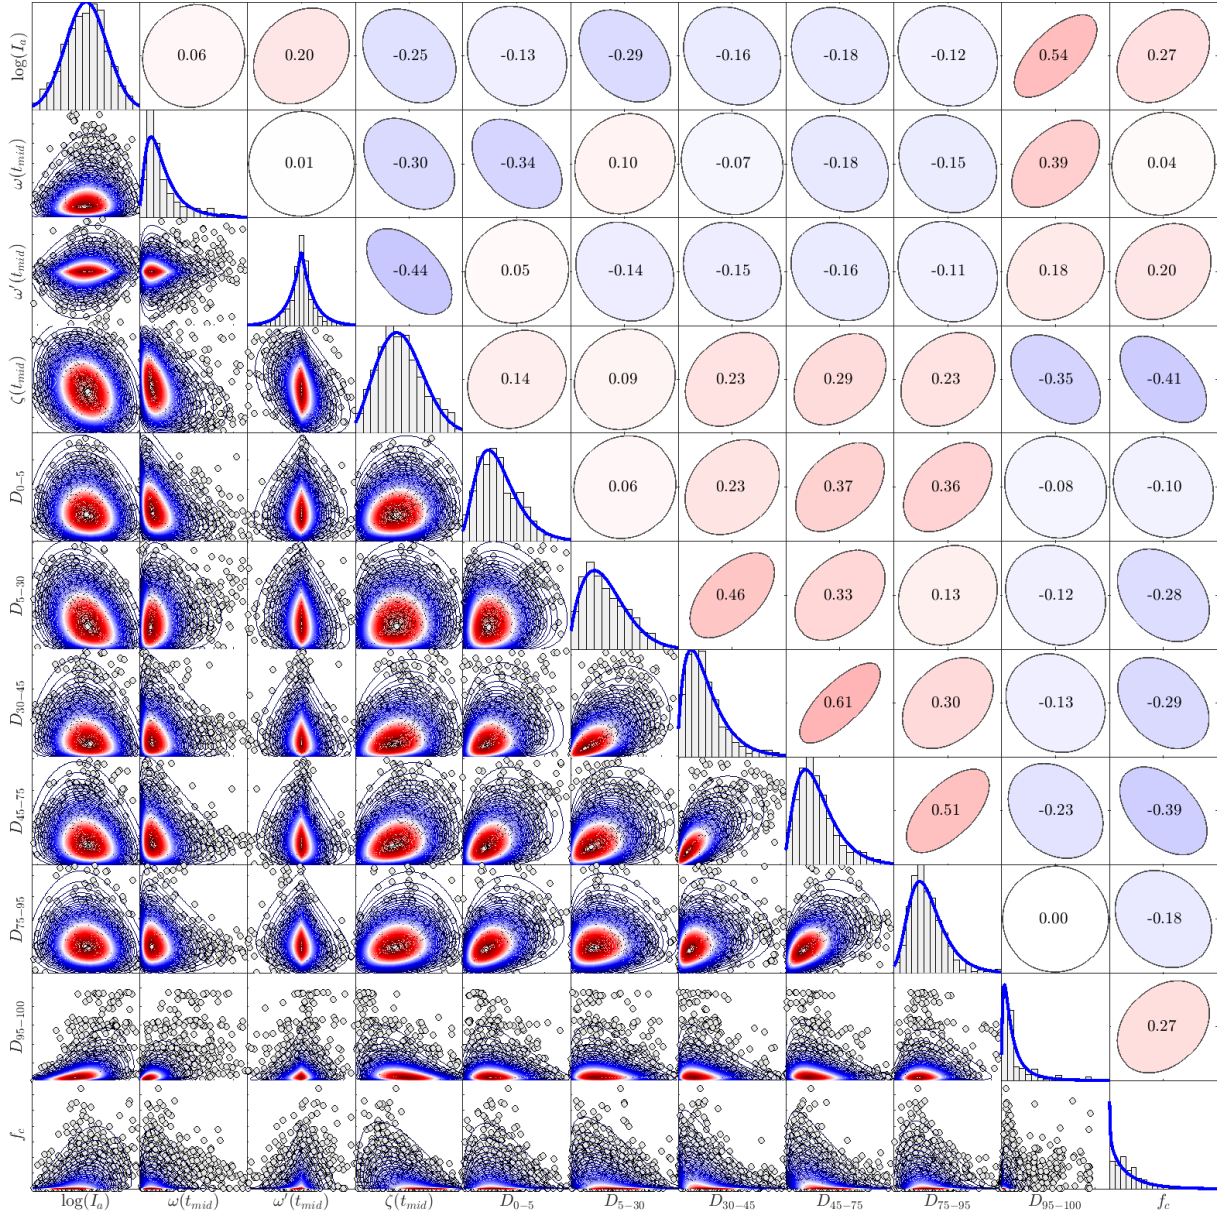 log(I_a) 0.06 0.20 -0.25 -0.13 -0.29 -0.16 -0.18 -0.12 0.54 0.27
ω(t_mid) 0.01 -0.30 -0.34 0.10 -0.07 -0.18 -0.15 0.39 0.04
ω'(t_mid) -0.44 0.05 -0.14 -0.15 -0.16 -0.11 0.18 0.20
ζ(t_mid) 0.14 0.09 0.23 0.29 0.23 -0.35 -0.41
D_0−5 0.06 0.23 0.37 0.36 -0.08 -0.10
D_5−30 0.46 0.33 0.13 -0.12 -0.28
D_30−45 0.61 0.30 -0.13 -0.29
D_45−75 0.51 -0.23 -0.39
D_75−95 0.00 -0.18
D_95−100 0.27
f_c
log(I_a) ω(t_mid) ω'(t_mid) ζ(t_mid) D_0−5 D_5−30 D_30−45 D_45−75 D_75−95 D_95−100 f_c